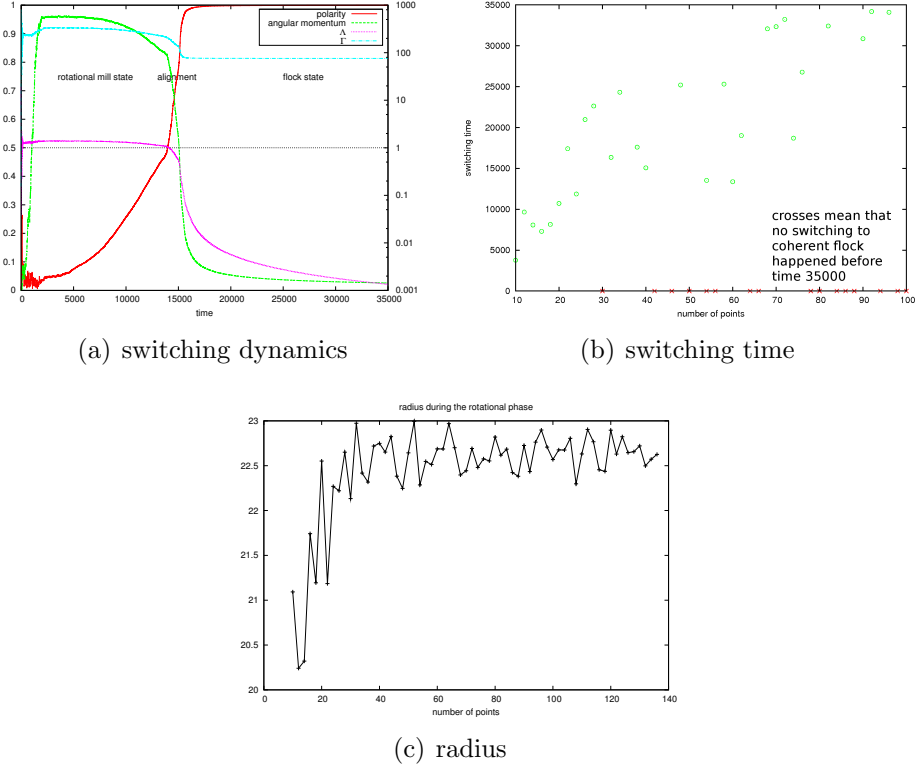 polarity
angular momentum
Λ
Γ
1
0.9
0.8
0.7
0.6
0.5
0.4
0.3
0.2
0.1
0
1000
100
10
1
0.1
0.01
0.001
rotational mill state
alignment
flock state
0
5000
10000
15000
20000
25000
30000
35000
time
(a) switching dynamics
35000
30000
25000
20000
15000
10000
5000
0
switching time
crosses mean that
no switching to
coherent flock
happened before
time 35000
10
20
30
40
50
60
70
80
90
100
number of points
(b) switching time
radius during the rotational phase
23
22.5
22
21.5
21
20.5
20
0
20
40
60
80
100
120
140
number of points
(c) radius